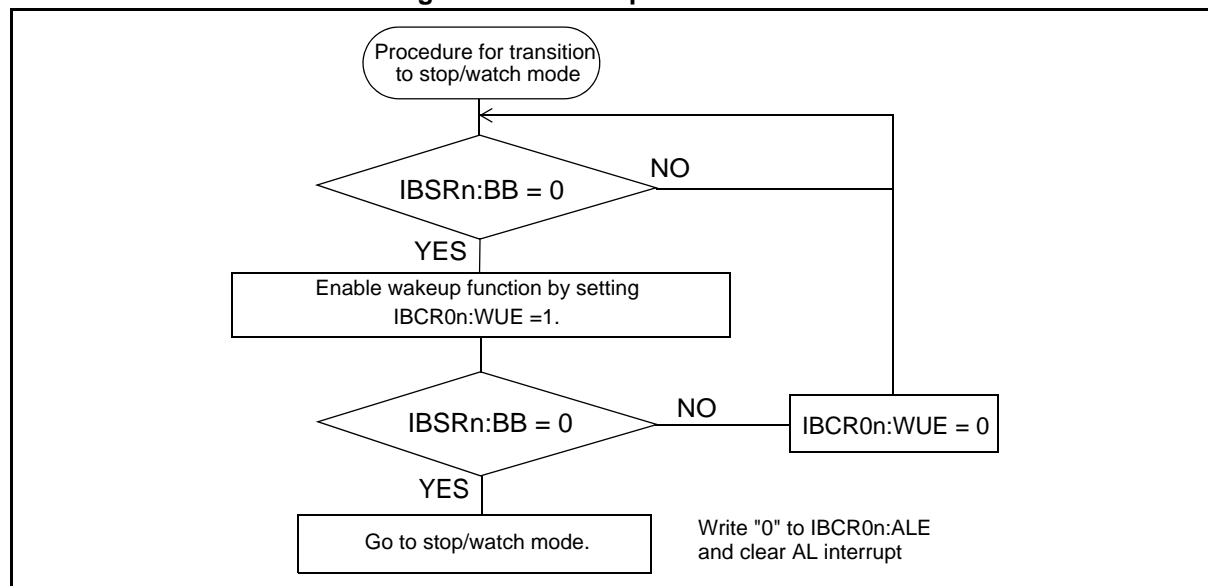 Procedure for transition
to stop/watch mode
IBSRn:BB = 0
NO
YES
Enable wakeup function by setting
IBCR0n:WUE =1.
IBSRn:BB = 0
NO
IBCR0n:WUE = 0
YES
Go to stop/watch mode.
Write "0" to IBCR0n:ALE
and clear AL interrupt